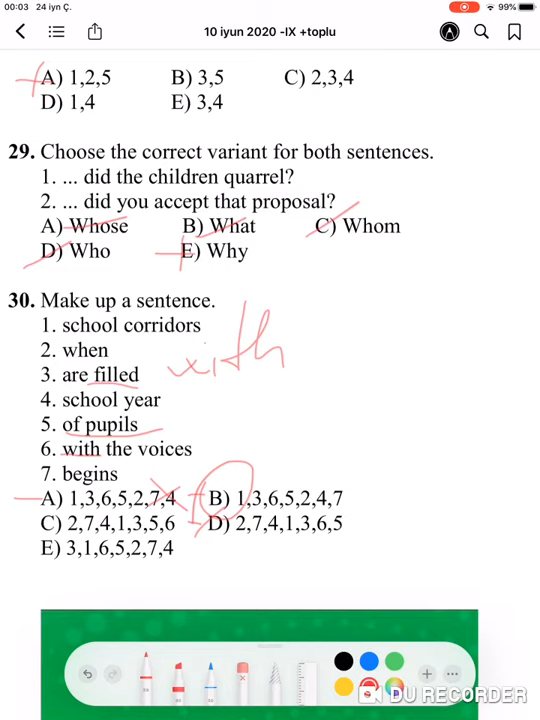 00:03 24 iyn Ç. 99%
10 iyun 2020 -IX +toplu
A) 1,2,5 B) 3,5 C) 2,3,4
D) 1,4 E) 3,4
29. Choose the correct variant for both sentences.
1. ... did the children quarrel?
2. ... did you accept that proposal?
A) Whose B) What C) Whom
D) Who E) Why
30. Make up a sentence.
1. school corridors
2. when
3. are filled
with
4. school year
5. of pupils
6. with the voices
7. begins
A) 1,3,6,5,2,7,4 B) 1,3,6,5,2,4,7
C) 2,7,4,1,3,5,6 D) 2,7,4,1,3,6,5
E) 3,1,6,5,2,7,4
DU RECORDER